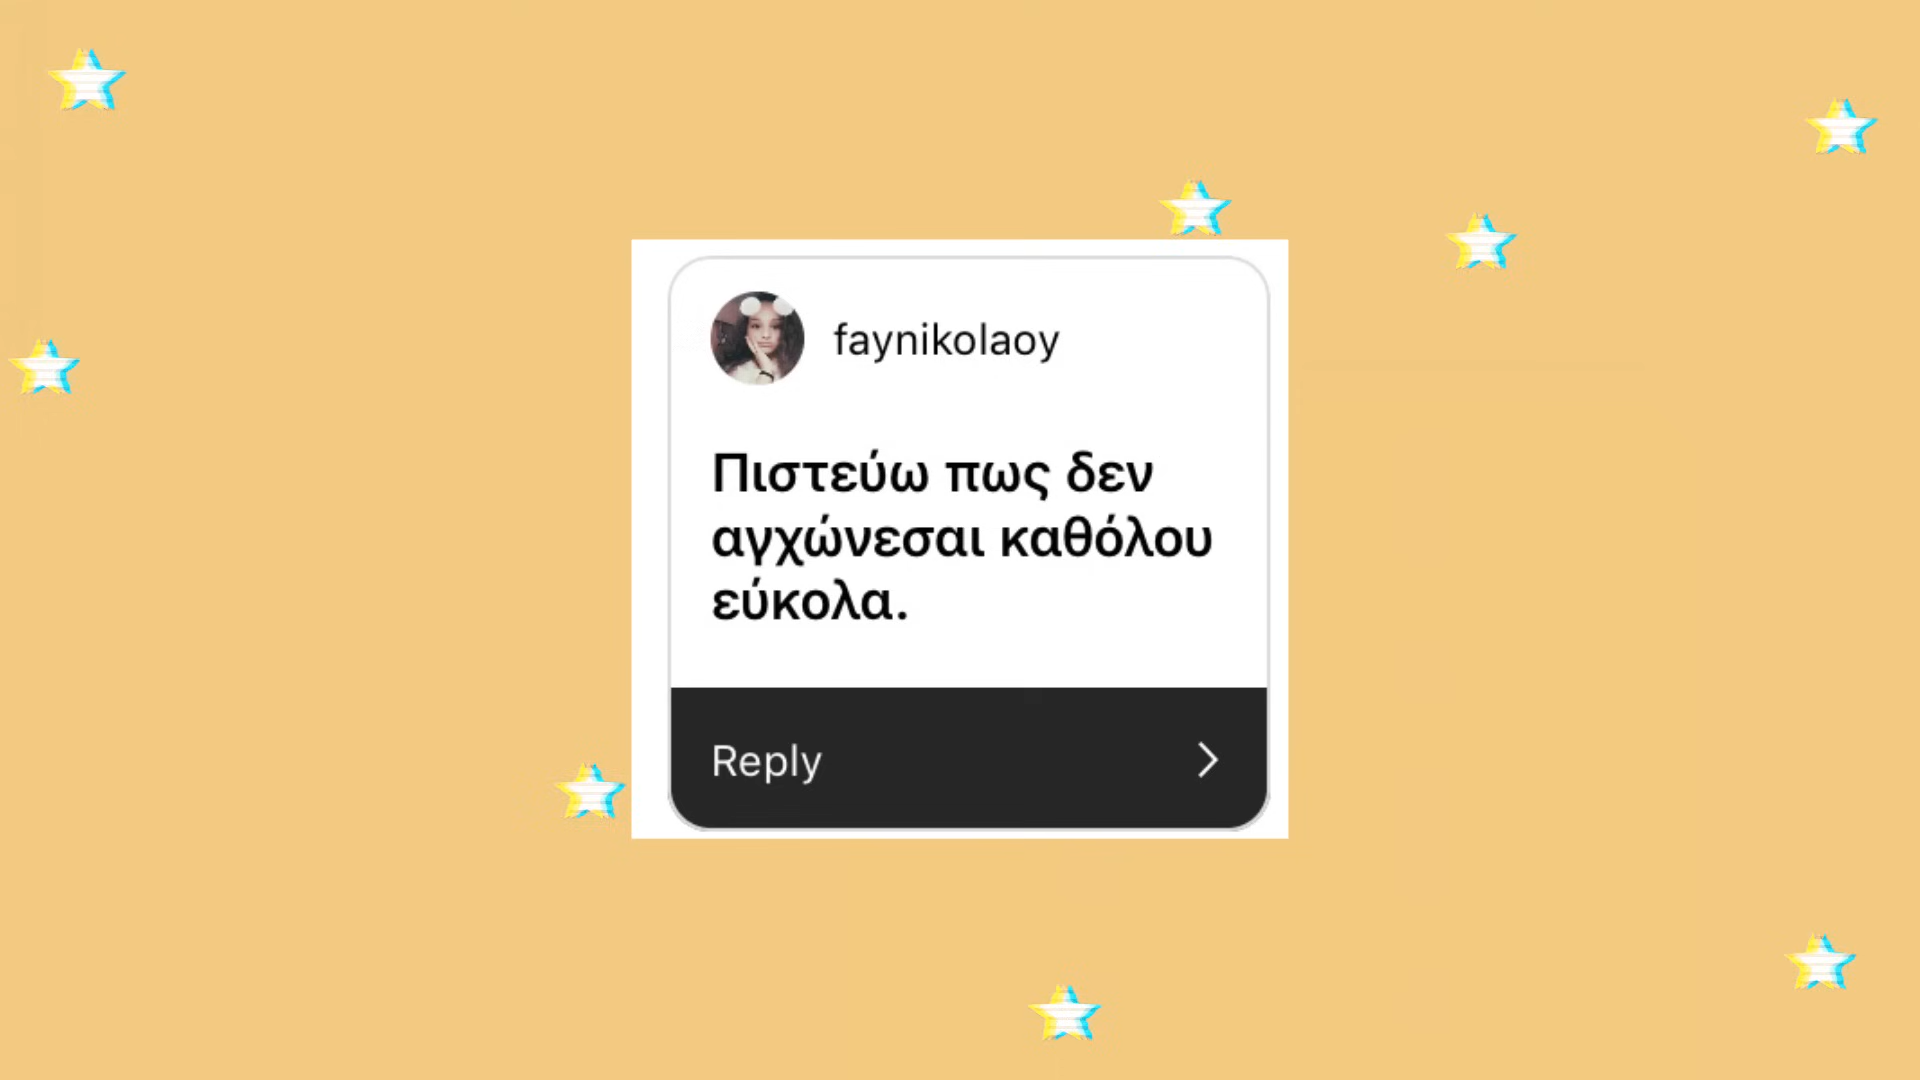 faynikolaoy
Πιστεύω πως δεν
αγχώνεσαι καθόλου
εύκολα.
Reply